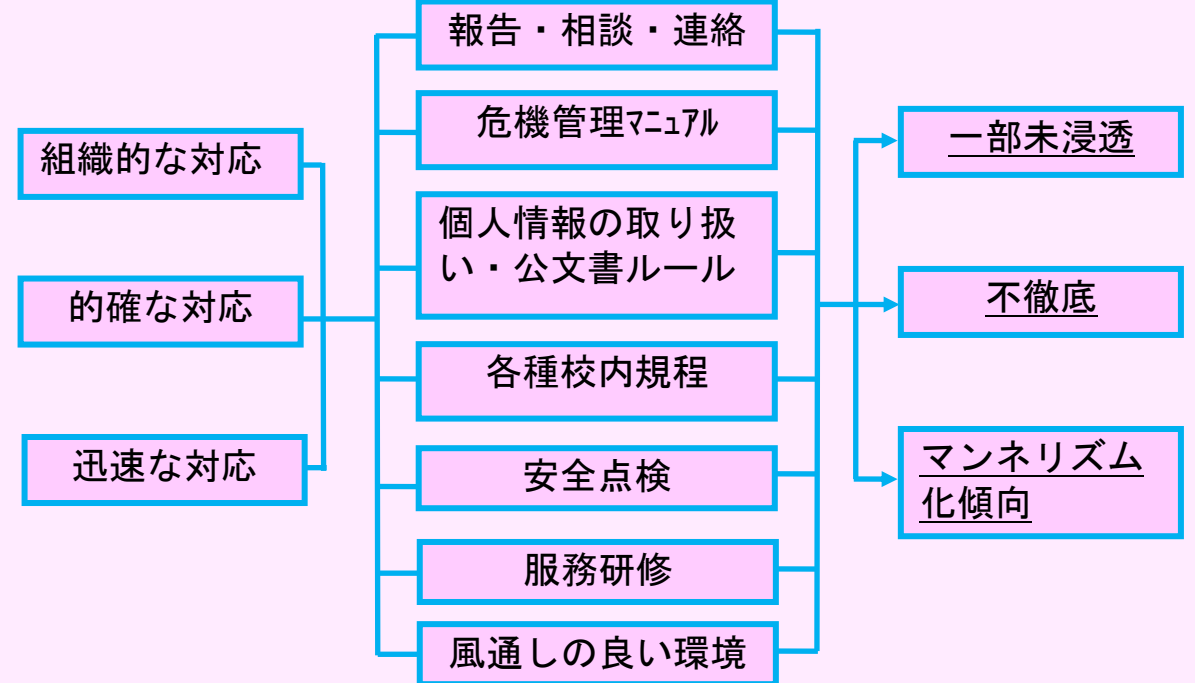 組織的な対応
的確な対応
迅速な対応
報告・相談・連絡
危機管理ﾏﾆｭｱﾙ
個人情報の取り扱
い・公文書ルール
各種校内規程
安全点検
服務研修
風通しの良い環境
一部未浸透
不徹底
マンネリズム
化傾向